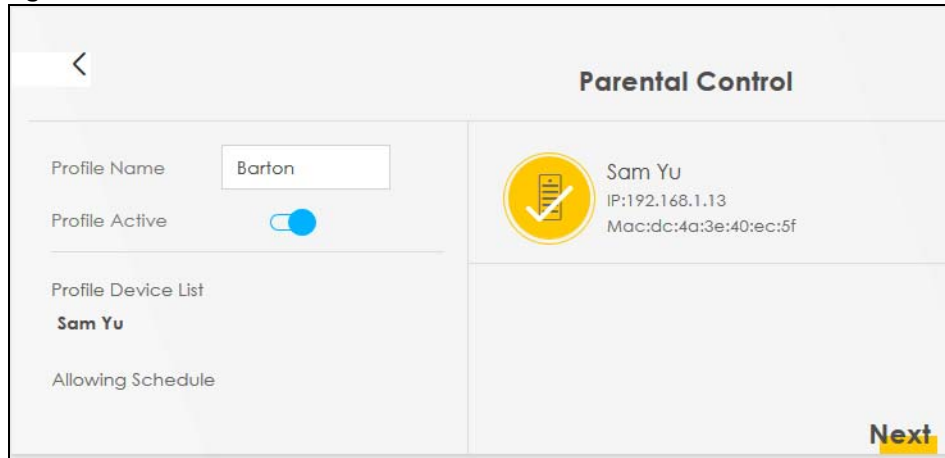 Parental Control
Profile Name
Barton
Profile Active
Profile Device List
Sam Yu
Allowing Schedule
Sam Yu
IP:192.168.1.13
Mac:dc:4a:3e:40:ec:5f
Next